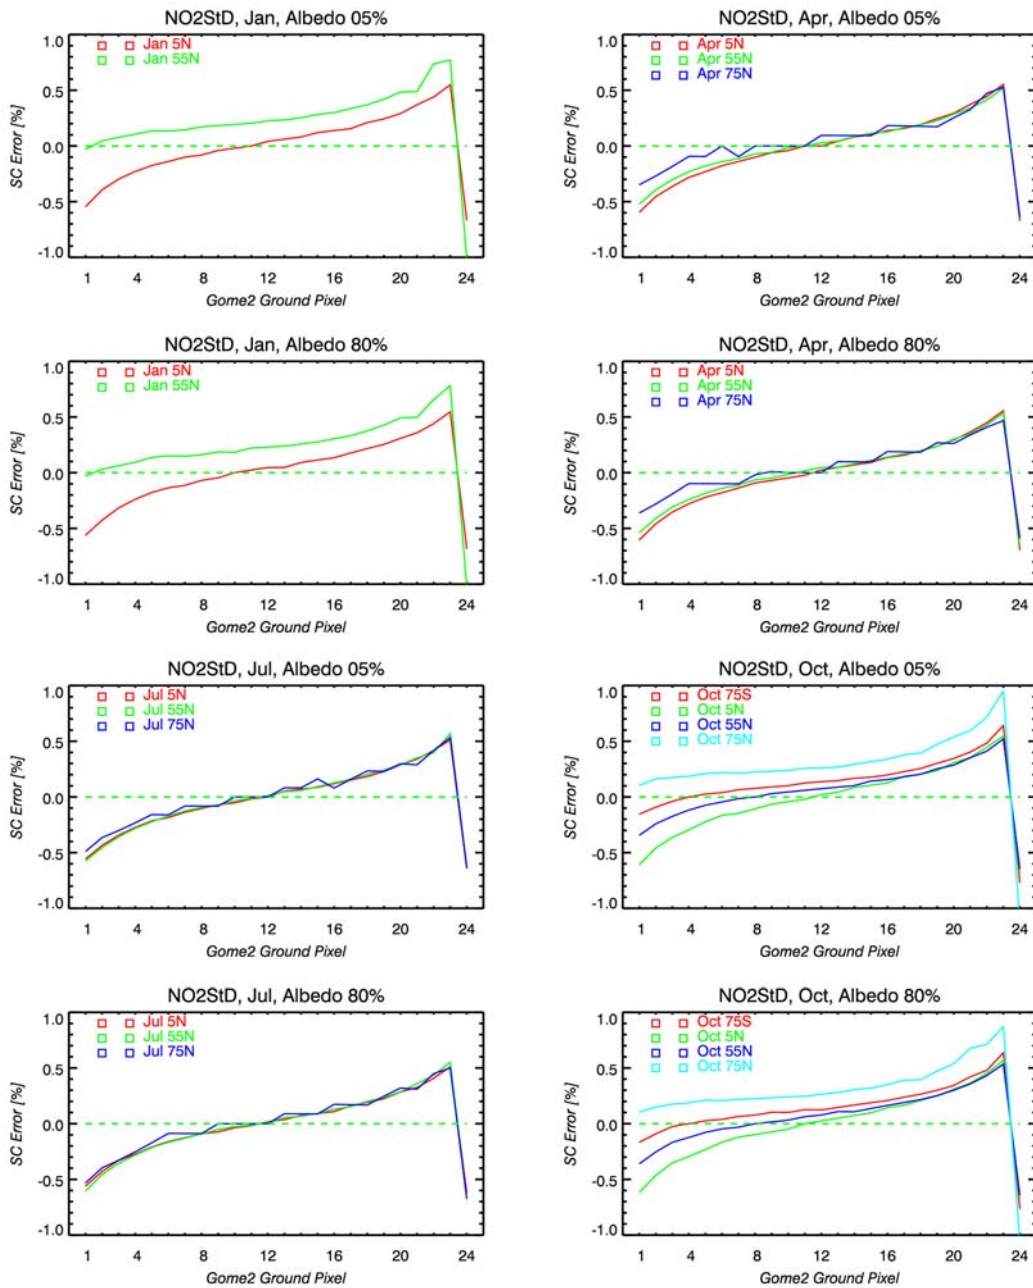 NO2StD, Jan, Albedo 05%
1.0
0.5
0.0
-0.5
-1.0
SC Error [%]
Jan 5N
Jan 55N
1 4 8 12 16 20 24
Gome2 Ground Pixel
NO2StD, Apr, Albedo 05%
1.0
0.5
0.0
-0.5
-1.0
SC Error [%]
Apr 5N
Apr 55N
Apr 75N
1 4 8 12 16 20 24
Gome2 Ground Pixel
NO2StD, Jan, Albedo 80%
1.0
0.5
0.0
-0.5
-1.0
SC Error [%]
Jan 5N
Jan 55N
1 4 8 12 16 20 24
Gome2 Ground Pixel
NO2StD, Apr, Albedo 80%
1.0
0.5
0.0
-0.5
-1.0
SC Error [%]
Apr 5N
Apr 55N
Apr 75N
1 4 8 12 16 20 24
Gome2 Ground Pixel
NO2StD, Jul, Albedo 05%
1.0
0.5
0.0
-0.5
-1.0
SC Error [%]
Jul 5N
Jul 55N
Jul 75N
1 4 8 12 16 20 24
Gome2 Ground Pixel
NO2StD, Oct, Albedo 05%
1.0
0.5
0.0
-0.5
-1.0
SC Error [%]
Oct 75S
Oct 5N
Oct 55N
Oct 75N
1 4 8 12 16 20 24
Gome2 Ground Pixel
NO2StD, Jul, Albedo 80%
1.0
0.5
0.0
-0.5
-1.0
SC Error [%]
Jul 5N
Jul 55N
Jul 75N
1 4 8 12 16 20 24
Gome2 Ground Pixel
NO2StD, Oct, Albedo 80%
1.0
0.5
0.0
-0.5
-1.0
SC Error [%]
Oct 75S
Oct 5N
Oct 55N
Oct 75N
1 4 8 12 16 20 24
Gome2 Ground Pixel